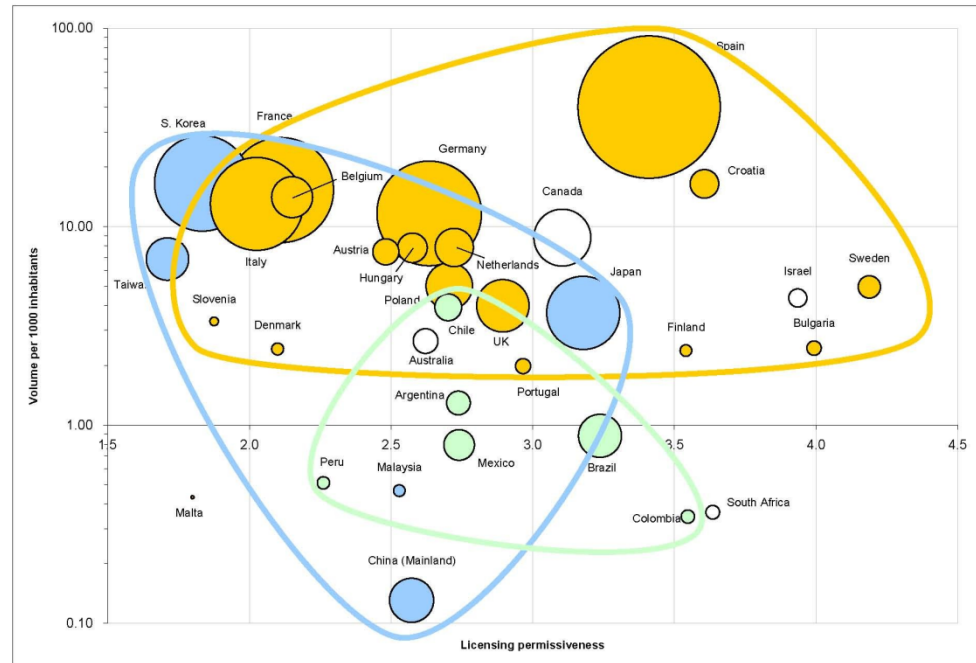 100.00
Spain
S. Korea
France
Germany
Belgium
Croatia
Canada
10.00
Austria
Hungary
Netherlands
Italy
Japan
Sweden
Israel
Taiwa
Slovenia
Poland
Chile
UK
Finland
Bulgaria
Denmark
Australia
Portugal
Argentina
1.00
1.5
2.0
2.5
3.0
3.5
4.0
4.5
Peru
Malaysia
Mexico
Brazil
Malta
Colombia
South Africa
China (Mainland)
0.10
Licensing permissiveness
Volume per 1000 inhabitants